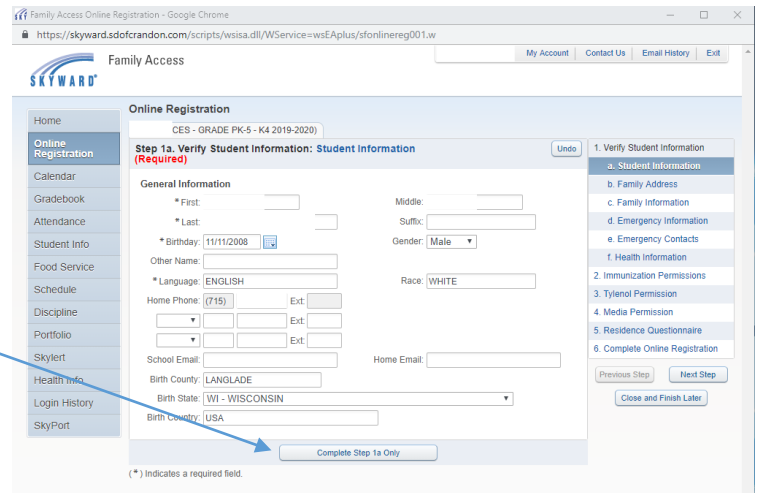 Family Access Online Registration - Google Chrome
https://skyward.sdofcrandon.com/scripts/wsisa.dll/WService=wsEAplus/sfonlinereg001.w
SKYWARD®
Family Access
My Account
Contact Us
Email History
Exit
Home
Online Registration
Calendar
Gradebook
Attendance
Student Info
Food Service
Schedule
Discipline
Portfolio
Skylert
Health Info
Login History
SkyPort
Online Registration
CES - GRADE PK-5 - K4 2019-2020)
Step 1a. Verify Student Information: Student Information
(Required)
Undo
General Information
* First:
Middle:
* Last:
Suffix:
* Birthday: 11/11/2008
Gender: Male
Other Name:
* Language: ENGLISH
Race: WHITE
Home Phone: (715) Ext:
Ext:
Ext:
School Email:
Home Email:
Birth County: LANGLADE
Birth State: WI - WISCONSIN
Birth Country: USA
Complete Step 1a Only
(*) Indicates a required field.
1. Verify Student Information
a. Student Information
b. Family Address
c. Family Information
d. Emergency Information
e. Emergency Contacts
f. Health Information
2. Immunization Permissions
3. Tylenol Permission
4. Media Permission
5. Residence Questionnaire
6. Complete Online Registration
Previous Step
Next Step
Close and Finish Later